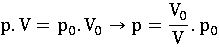 p. V = p₀. V₀ → p = V₀/V . p₀